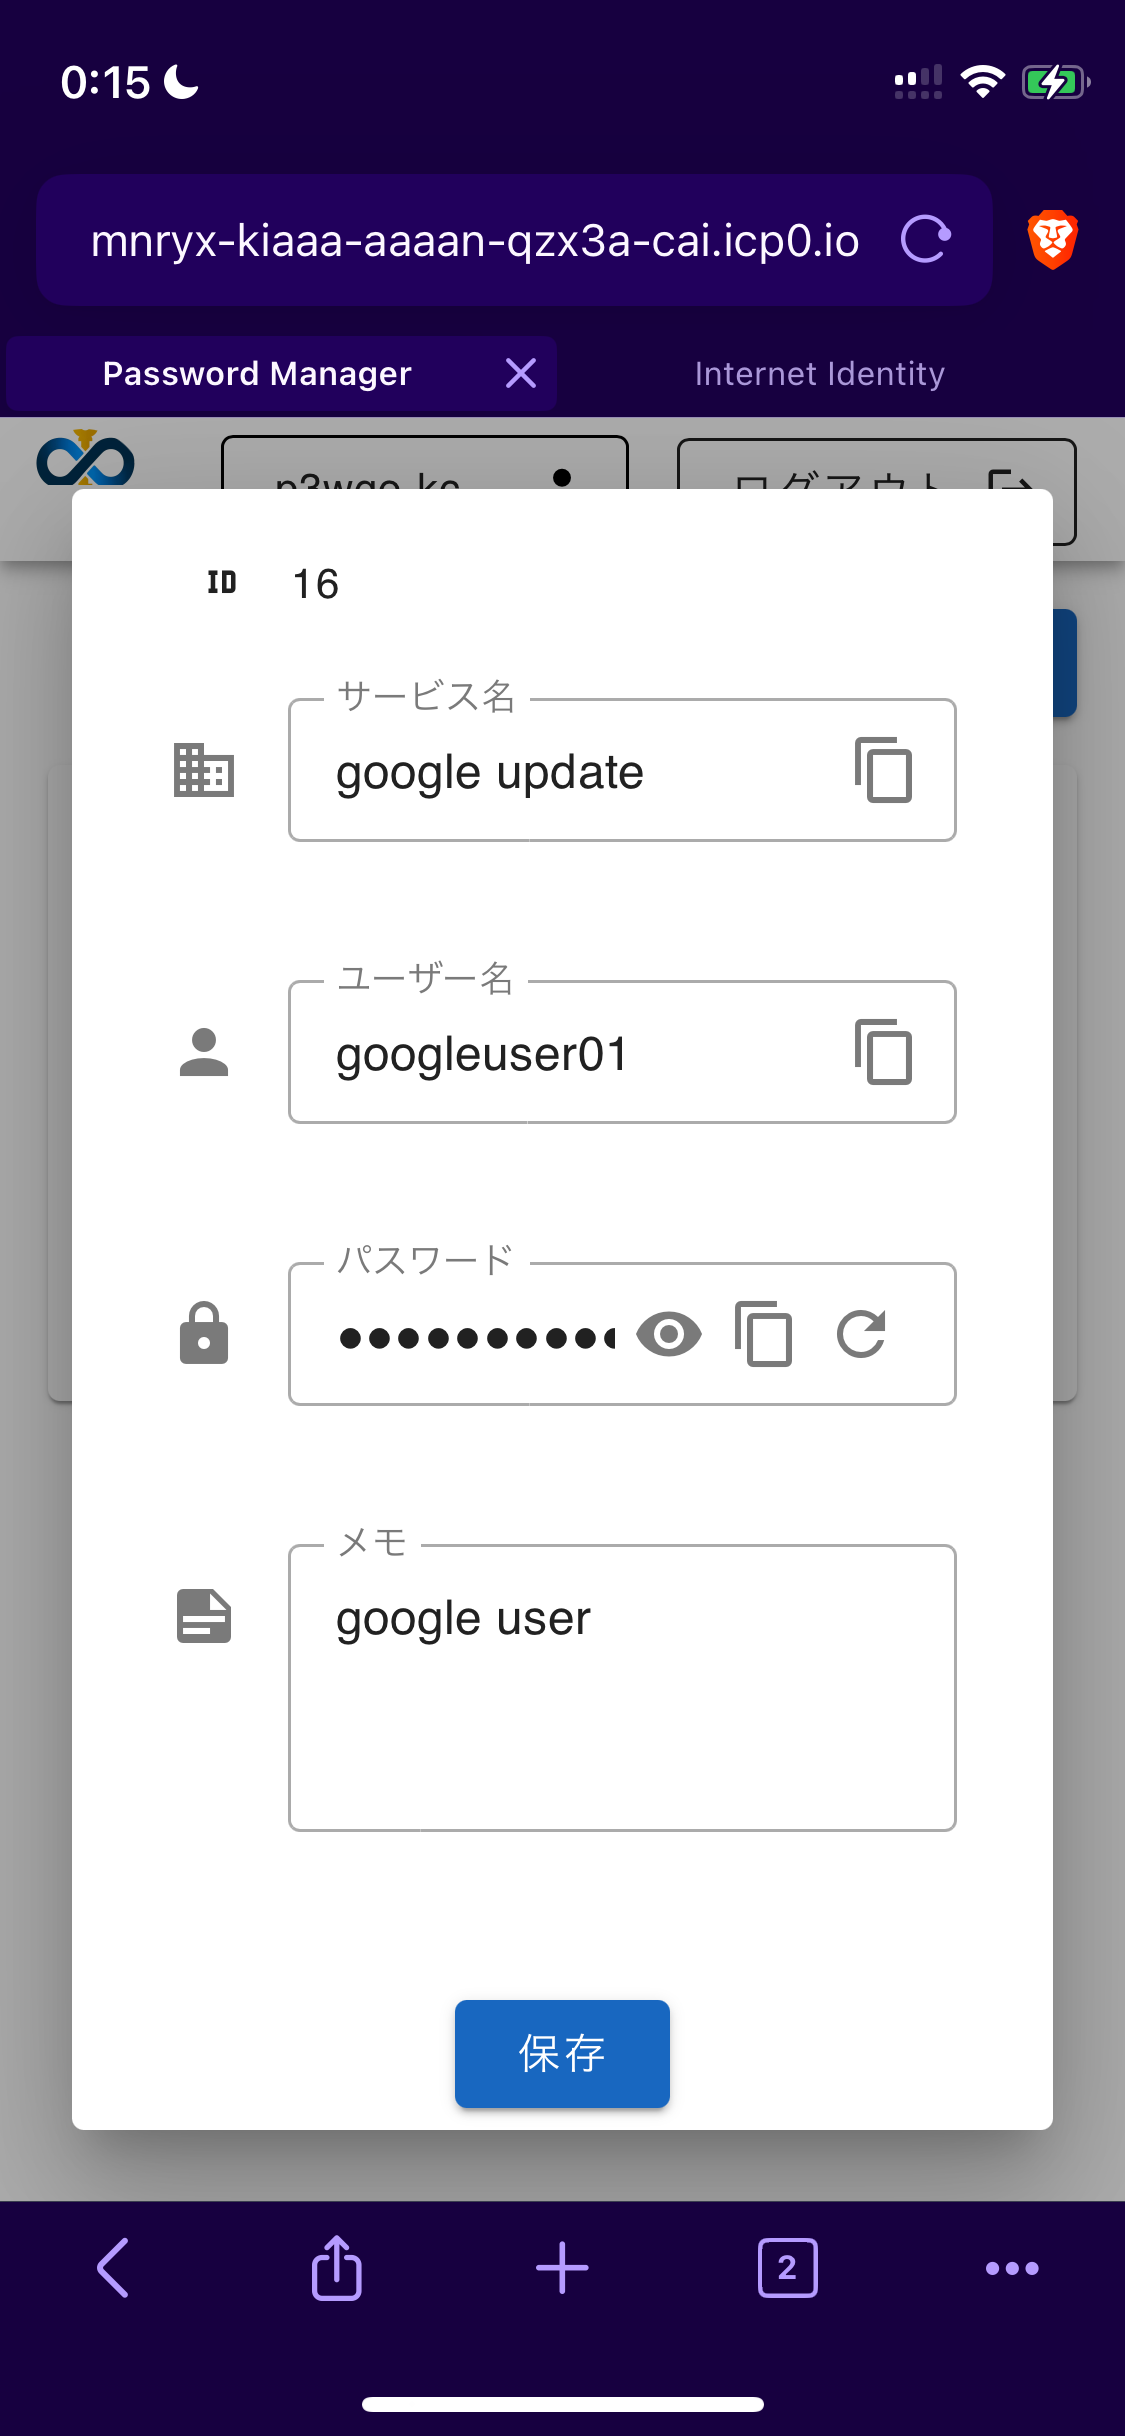 0:15
mnryx-kiaaa-aaaan-qzx3a-cai.icp0.io
Password Manager
Internet Identity
ログアウト
ID 16
サービス名
google update
ユーザー名
googleuser01
パスワード
••••••••••
メモ
google user
保存
2